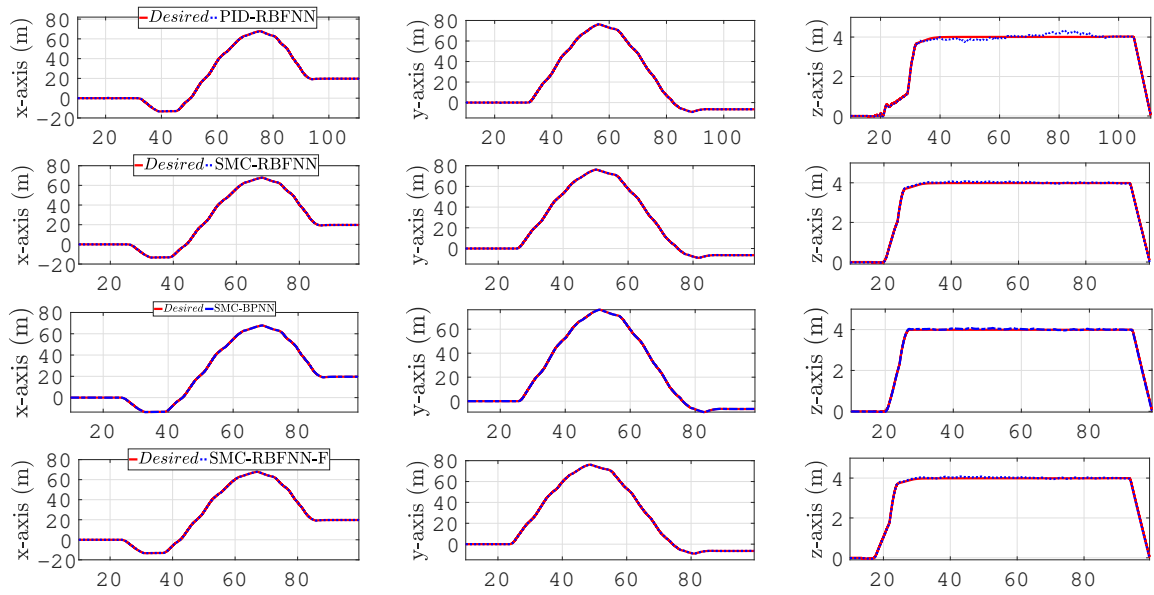 Desired PID-RBFNN
x-axis (m)
80
60
40
20
0
−20
20 40 60 80 100
y-axis (m)
80
60
40
20
0
20 40 60 80 100
z-axis (m)
4
2
0
20 40 60 80 100
Desired SMC-RBFNN
x-axis (m)
80
60
40
20
0
−20
20 40 60 80
y-axis (m)
80
60
40
20
0
20 40 60 80
z-axis (m)
4
2
0
20 40 60 80
Desired SMC-BPNN
x-axis (m)
80
60
40
20
0
20 40 60 80
y-axis (m)
60
40
20
0
20 40 60 80
z-axis (m)
4
2
0
20 40 60 80
Desired SMC-RBFNN-F
x-axis (m)
80
60
40
20
0
−20
20 40 60 80
y-axis (m)
80
60
40
20
0
20 40 60 80
z-axis (m)
4
2
0
20 40 60 80